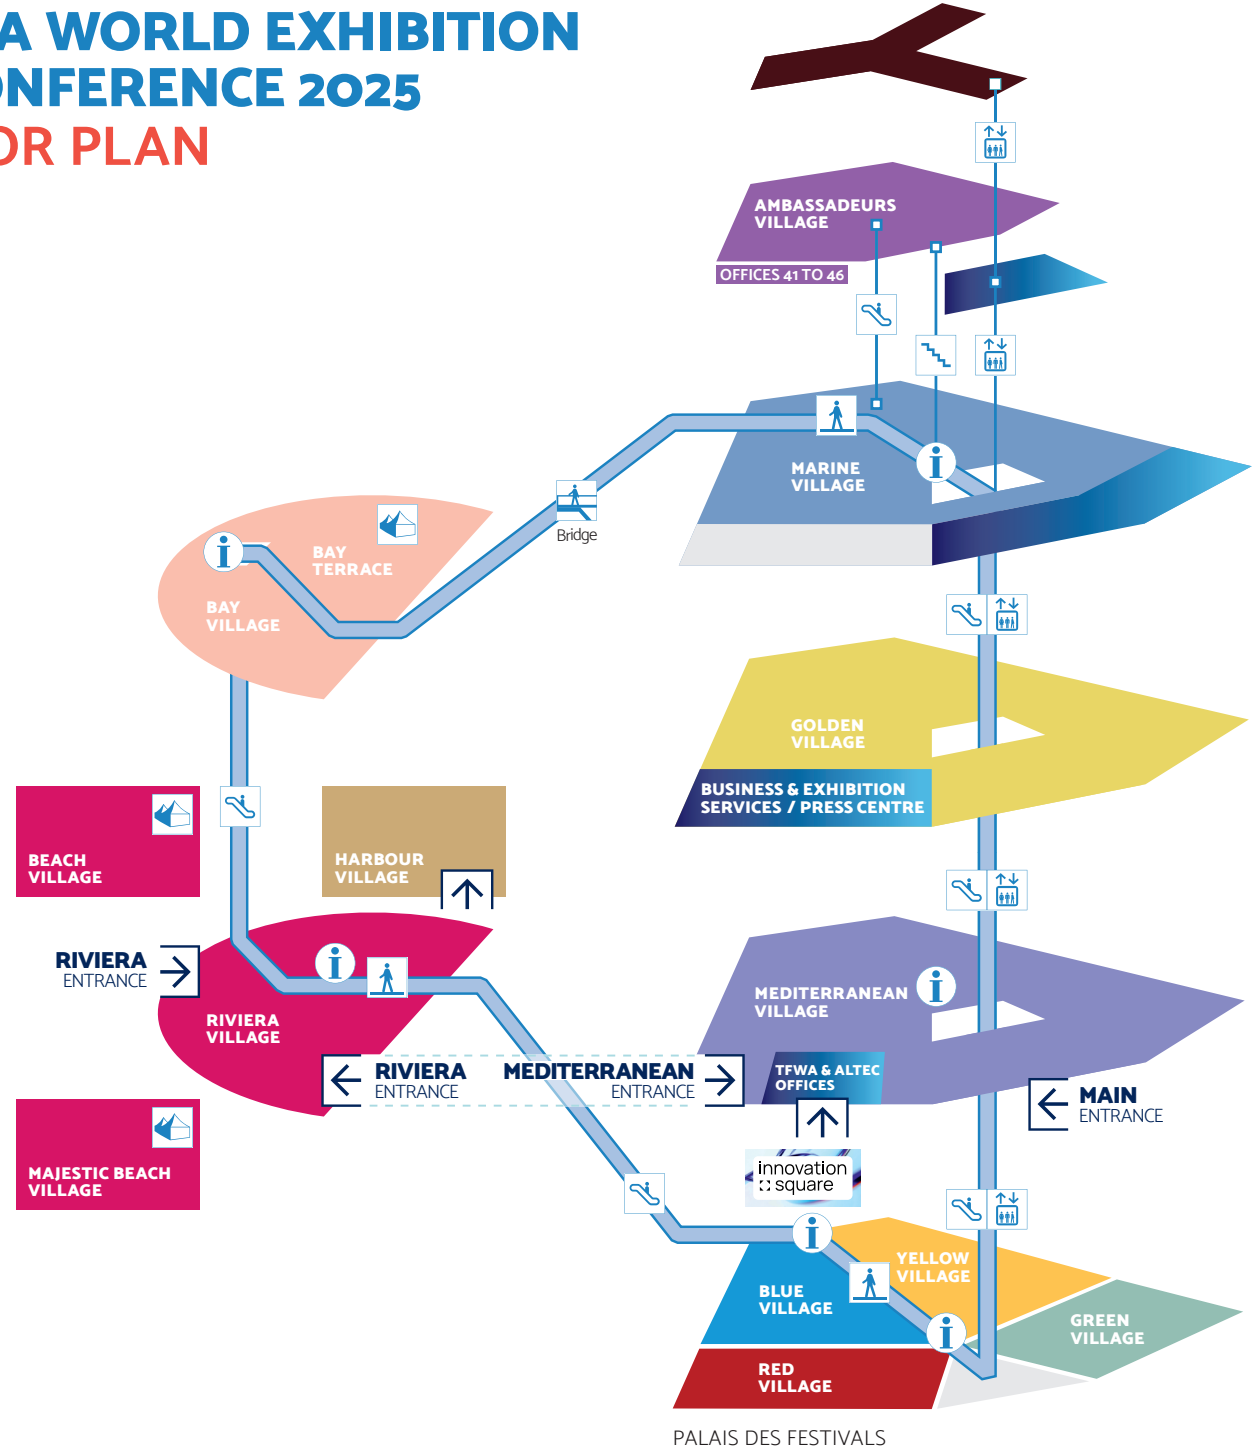 A WORLD EXHIBITION
ONFERENCE 2025
OR PLAN
AMBASSADEURS
VILLAGE
OFFICES 41 TO 46
MARINE
VILLAGE
Bridge
BAY
TERRACE
BAY
VILLAGE
GOLDEN
VILLAGE
BUSINESS & EXHIBITION
SERVICES / PRESS CENTRE
BEACH
VILLAGE
HARBOUR
VILLAGE
RIVIERA
ENTRANCE
RIVIERA
VILLAGE
MEDITERRANEAN
VILLAGE
RIVIERA
ENTRANCE
MEDITERRANEAN
ENTRANCE
TFWA & ALTEC
OFFICES
MAIN
ENTRANCE
MAJESTIC BEACH
VILLAGE
innovation
square
YELLOW
VILLAGE
BLUE
VILLAGE
GREEN
VILLAGE
RED
VILLAGE
PALAIS DES FESTIVALS